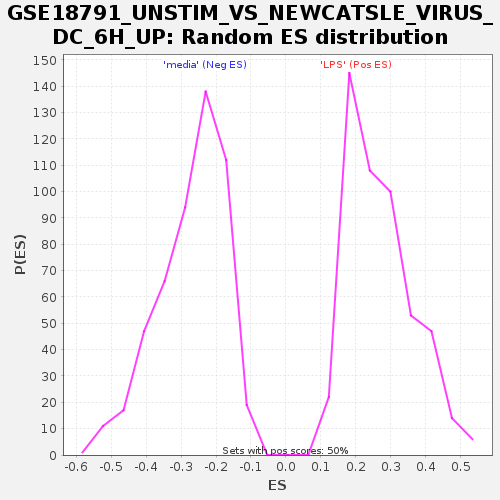 GSE18791_UNSTIM_VS_NEWCATSLE_VIRUS_
DC_6H_UP: Random ES distribution
'media' (Neg ES) 'LPS' (Pos ES)
150
140
130
120
110
100
90
80
70
60
50
40
30
20
10
0
P(ES)
Sets with pos scores: 50%
-0.6 -0.5 -0.4 -0.3 -0.2 -0.1 0.0 0.1 0.2 0.3 0.4 0.5
ES